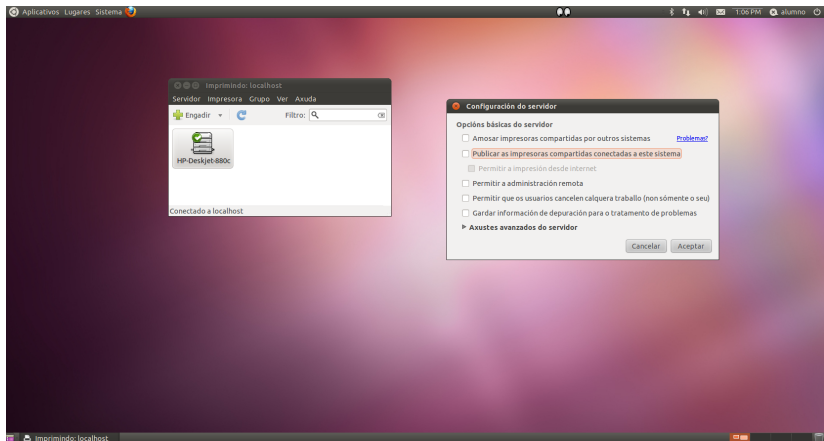 Aplicativos Lugares Sistema
1:06 PM alumno
Imprimindo: localhost
Servidor Impresora Grupo Ver Axuda
Engadir Filtro:
HP-Deskjet-880c
Conectado a localhost
Configuración do servidor
Opcións básicas do servidor
Amosar impresoras compartidas por outros sistemas Problemas?
Publicar as impresoras compartidas conectadas a este sistema
Permitir a impresión desde internet
Permitir a administración remota
Permitir que os usuarios cancelen calquera traballo (non sómente o seu)
Gardar información de depuración para o tratamento de problemas
Axustes avanzados do servidor
Cancelar Aceptar
Imprimindo: localhost